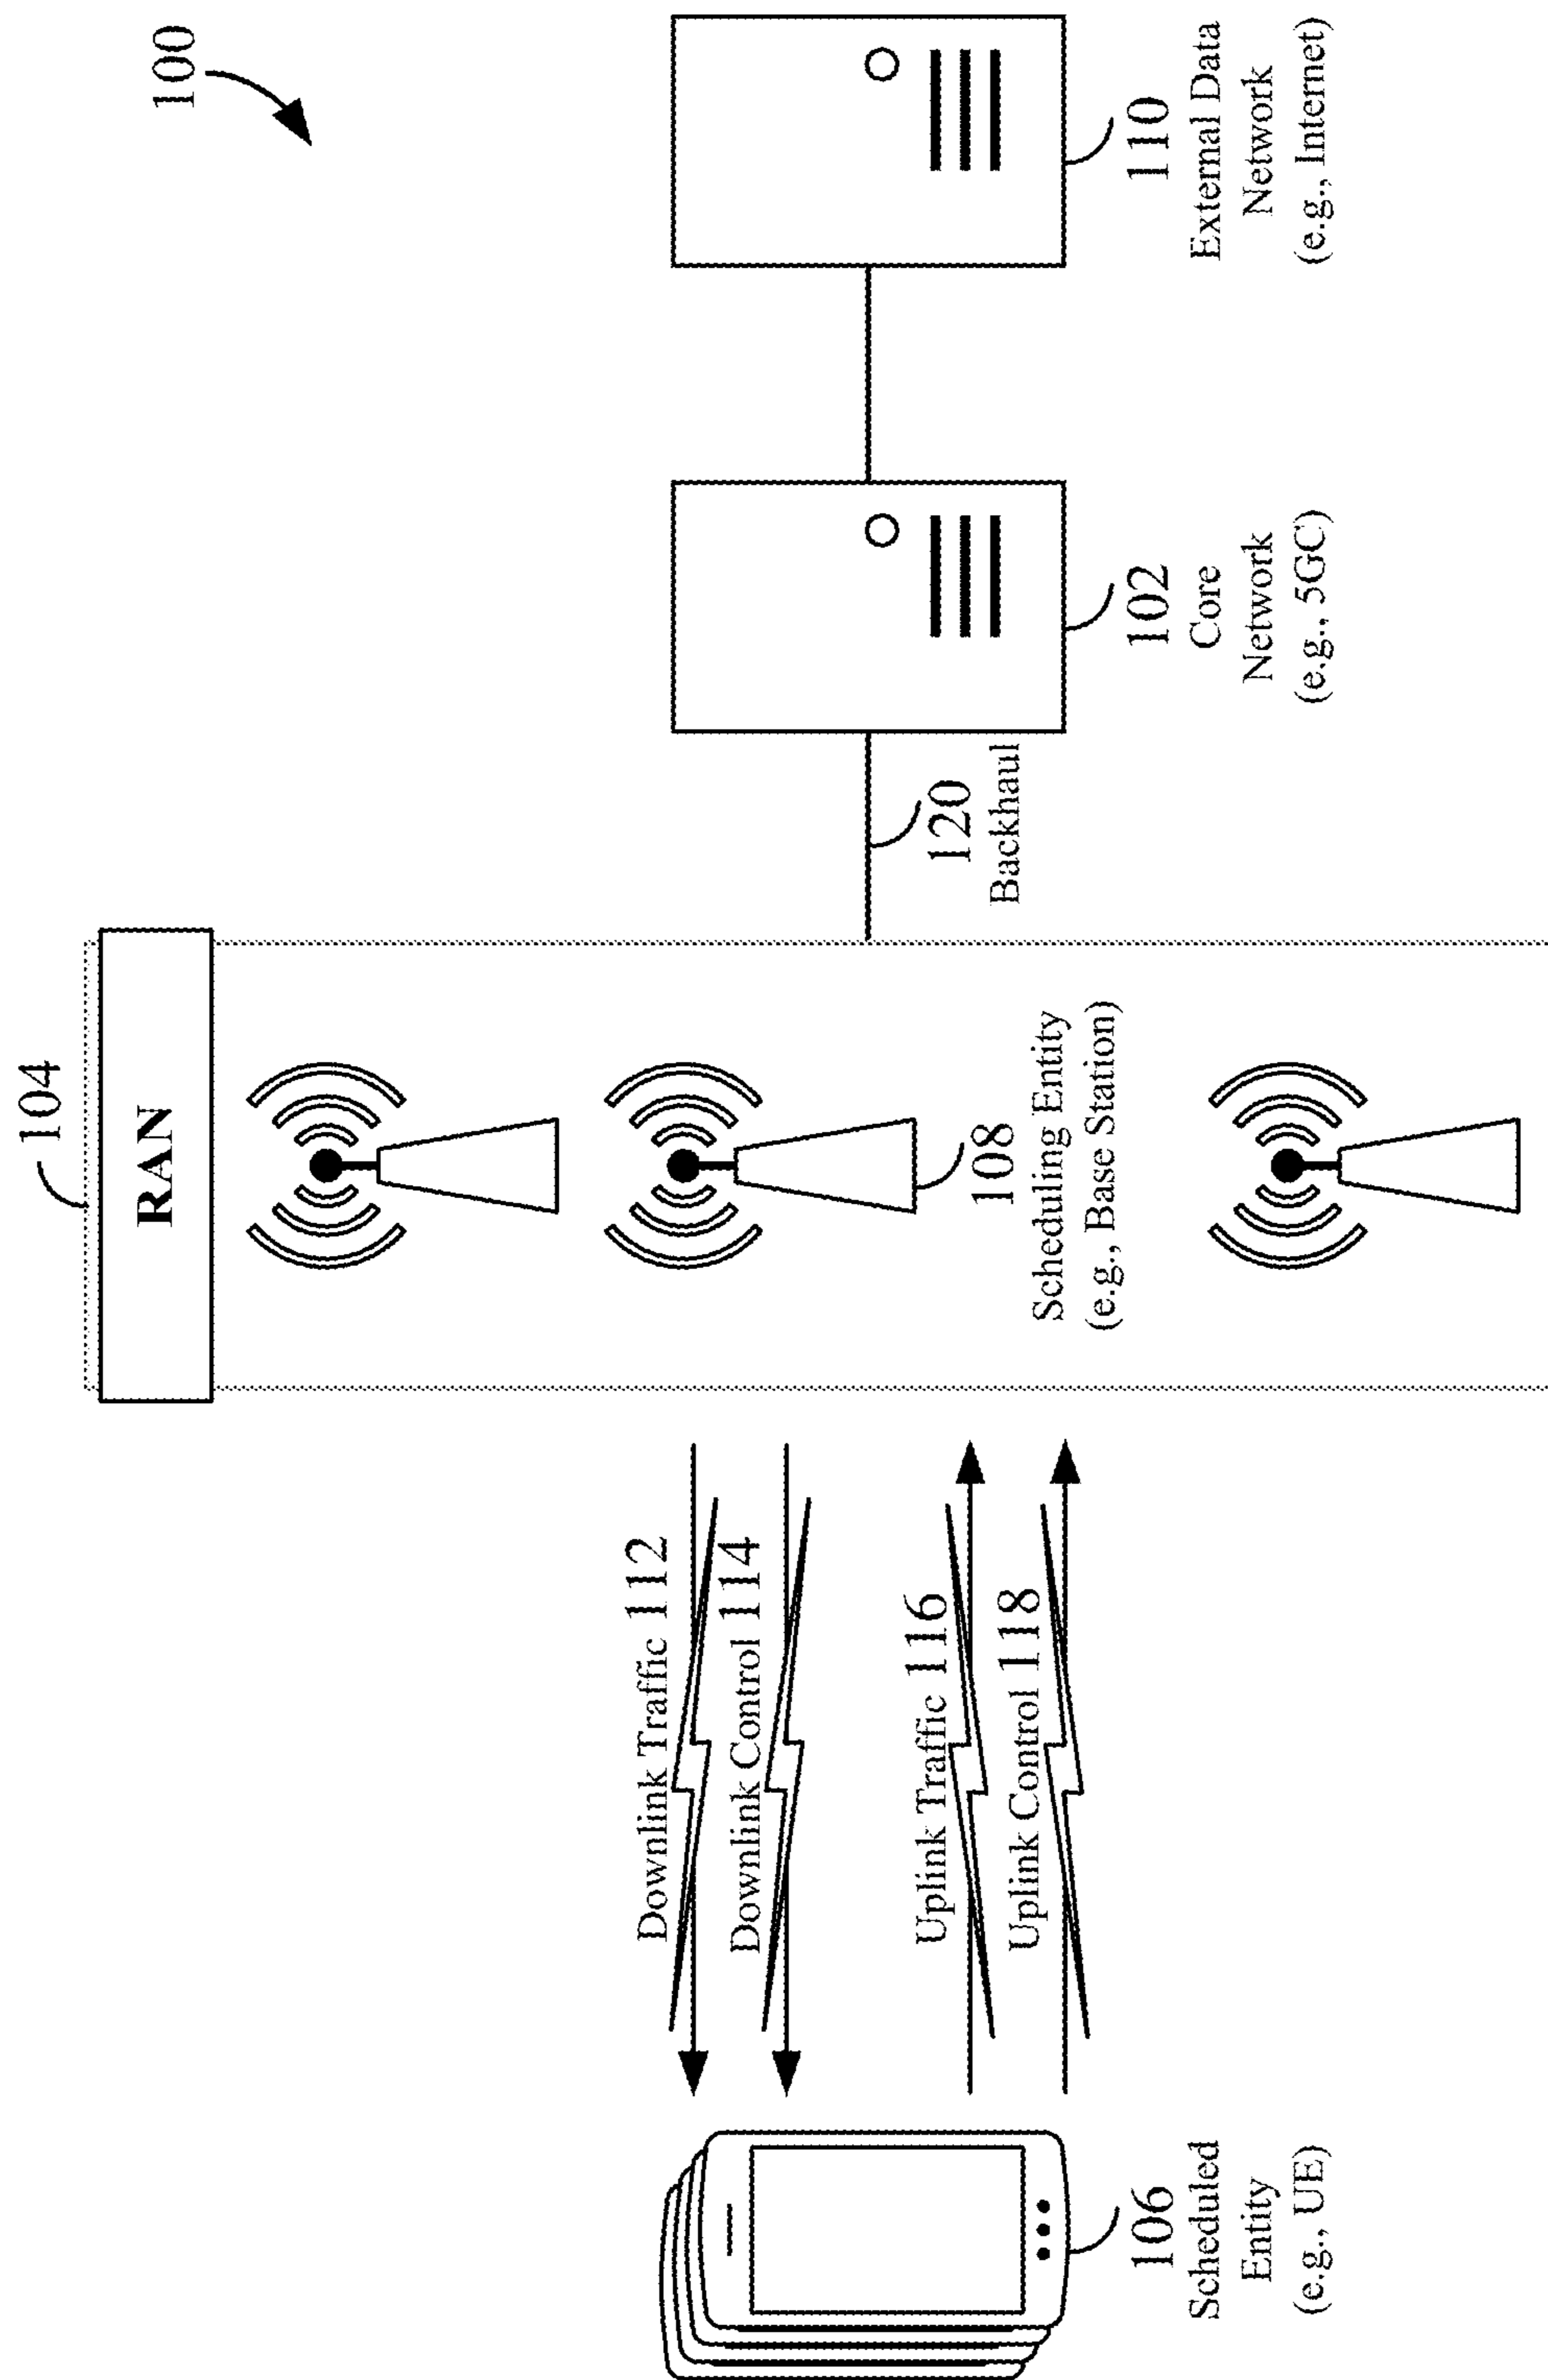 100
104
RAN
108
Scheduling Entity
(e.g., Base Station)
Downlink Traffic 112
Downlink Control 114
Uplink Traffic 116
Uplink Control 118
106
Scheduled
Entity
(e.g., UE)
120
Backhaul
102
Core
Network
(e.g., 5GC)
110
External Data
Network
(e.g., Internet)